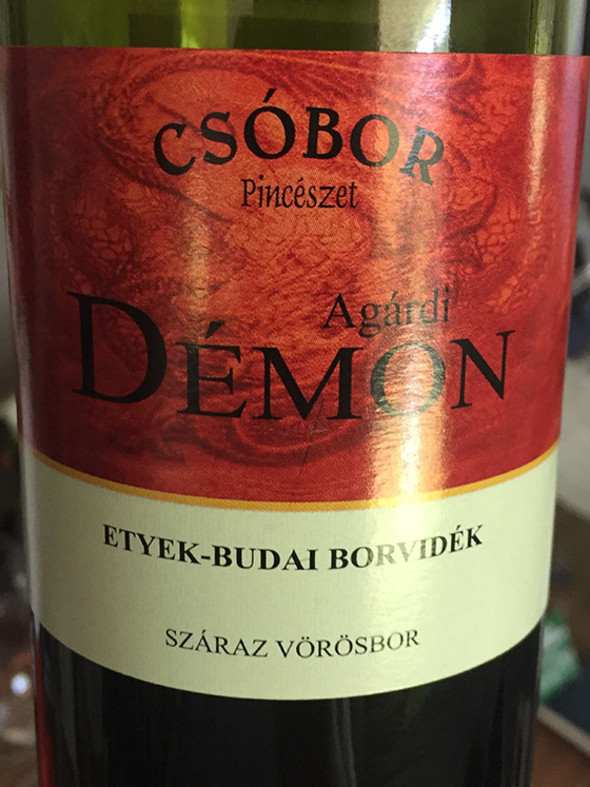 CSÓBOR
Pincészet
Agárdi
DÉMON
ETYEK-BUDAI BORVIDÉK
SZÁRAZ VÖRÖSBOR